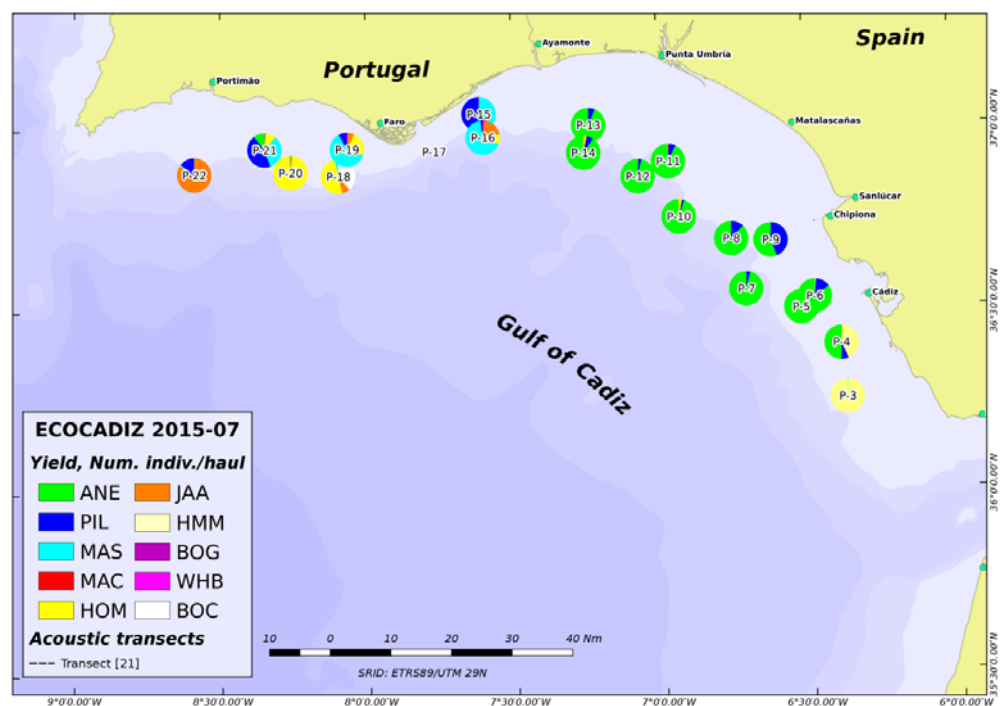 Spain
Portugal
Ayamonte
Punta Umbría
Portimão
Faro
Matalascañas
Sanlúcar
Chipiona
Cádiz
Gulf of Cadiz
P-15
P-16
P-17
P-13
P-14
P-11
P-12
P-21
P-19
P-20
P-18
P-22
P-10
P-8
P-9
P-7
P-6
P-5
P-4
P-3
ECOCADIZ 2015-07
Yield, Num. indiv./haul
ANE JAA
PIL HMM
MAS BOG
MAC WHB
HOM BOC
Acoustic transects
Transect [21]
10 0 10 20 30 40 Nm
SRID: ETRS89/UTM 29N
37°0'0.00"N
36°30'0.00"N
36°0'0.00"N
35°30'0.00"N
9°0'0.00"W 8°30'0.00"W 8°0'0.00"W 7°30'0.00"W 7°0'0.00"W 6°30'0.00"W 6°0'0.00"W